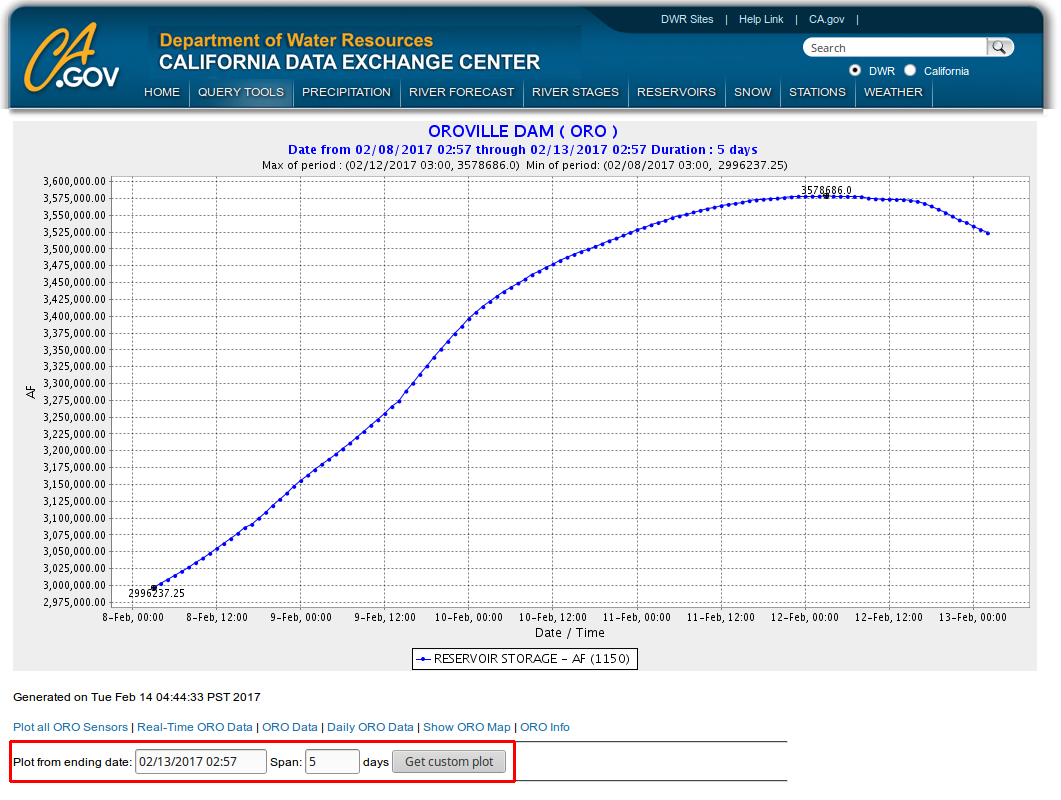 DWR Sites | Help Link | CA.gov |
CA.GOV
Department of Water Resources
CALIFORNIA DATA EXCHANGE CENTER
Search
DWR California
HOME QUERY TOOLS PRECIPITATION RIVER FORECAST RIVER STAGES RESERVOIRS SNOW STATIONS WEATHER
OROVILLE DAM ( ORO )
Date from 02/08/2017 02:57 through 02/13/2017 02:57 Duration : 5 days
Max of period : (02/12/2017 03:00, 3578686.0) Min of period: (02/08/2017 03:00, 2996237.25)
3,600,000.00
3578686.0
3,575,000.00
3,550,000.00
3,525,000.00
3,500,000.00
3,475,000.00
3,450,000.00
3,425,000.00
3,400,000.00
3,375,000.00
3,350,000.00
3,325,000.00
3,300,000.00
AF
3,275,000.00
3,250,000.00
3,225,000.00
3,200,000.00
3,175,000.00
3,150,000.00
3,125,000.00
3,100,000.00
3,075,000.00
3,050,000.00
3,025,000.00
3,000,000.00
2996237.25
2,975,000.00
8-Feb, 00:00 8-Feb, 12:00 9-Feb, 00:00 9-Feb, 12:00 10-Feb, 00:00 10-Feb, 12:00 11-Feb, 00:00 11-Feb, 12:00 12-Feb, 00:00 12-Feb, 12:00 13-Feb, 00:00
Date / Time
RESERVOIR STORAGE - AF (1150)
Generated on Tue Feb 14 04:44:33 PST 2017
Plot all ORO Sensors | Real-Time ORO Data | ORO Data | Daily ORO Data | Show ORO Map | ORO Info
Plot from ending date: 02/13/2017 02:57 Span: 5 days Get custom plot